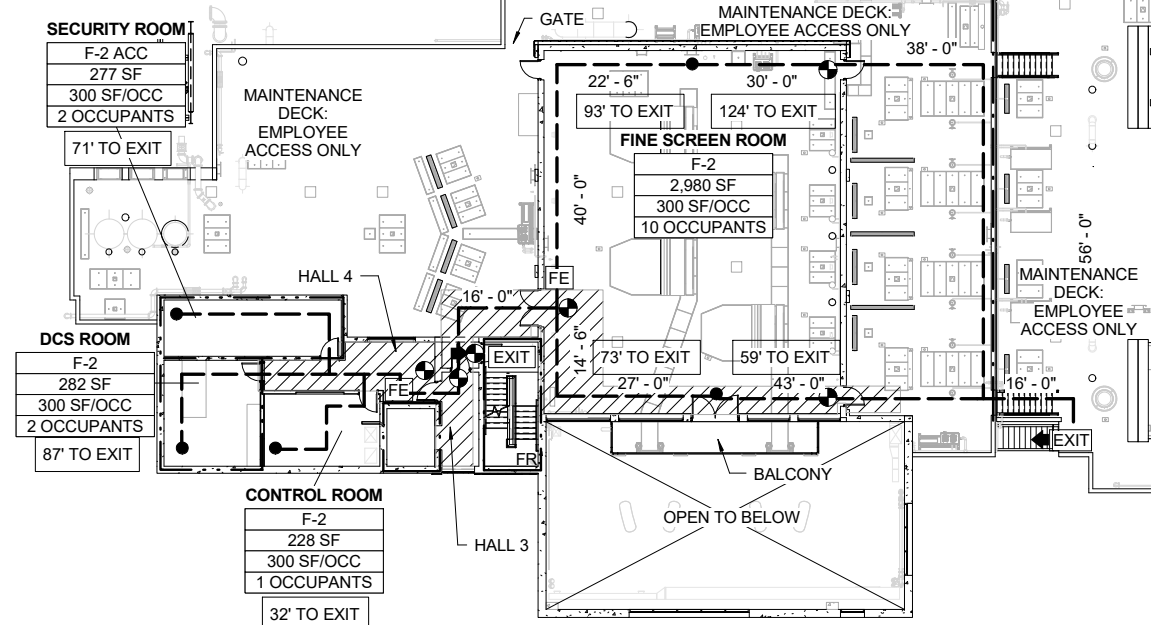 GATE
MAINTENANCE DECK:
EMPLOYEE ACCESS ONLY
38' - 0"
SECURITY ROOM
F-2 ACC
277 SF
300 SF/OCC
2 OCCUPANTS
71' TO EXIT
MAINTENANCE
DECK:
EMPLOYEE
ACCESS ONLY
22' - 6"
30' - 0"
93' TO EXIT
124' TO EXIT
FINE SCREEN ROOM
F-2
2,980 SF
300 SF/OCC
10 OCCUPANTS
40' - 0"
56' - 0"
MAINTENANCE
DECK:
EMPLOYEE
ACCESS ONLY
HALL 4
FE
16' - 0"
14' - 6"
DCS ROOM
F-2
282 SF
300 SF/OCC
2 OCCUPANTS
87' TO EXIT
EXIT
73' TO EXIT
59' TO EXIT
FE
27' - 0"
43' - 0"
16' - 0"
EXIT
FR
BALCONY
OPEN TO BELOW
CONTROL ROOM
F-2
228 SF
300 SF/OCC
1 OCCUPANTS
32' TO EXIT
HALL 3